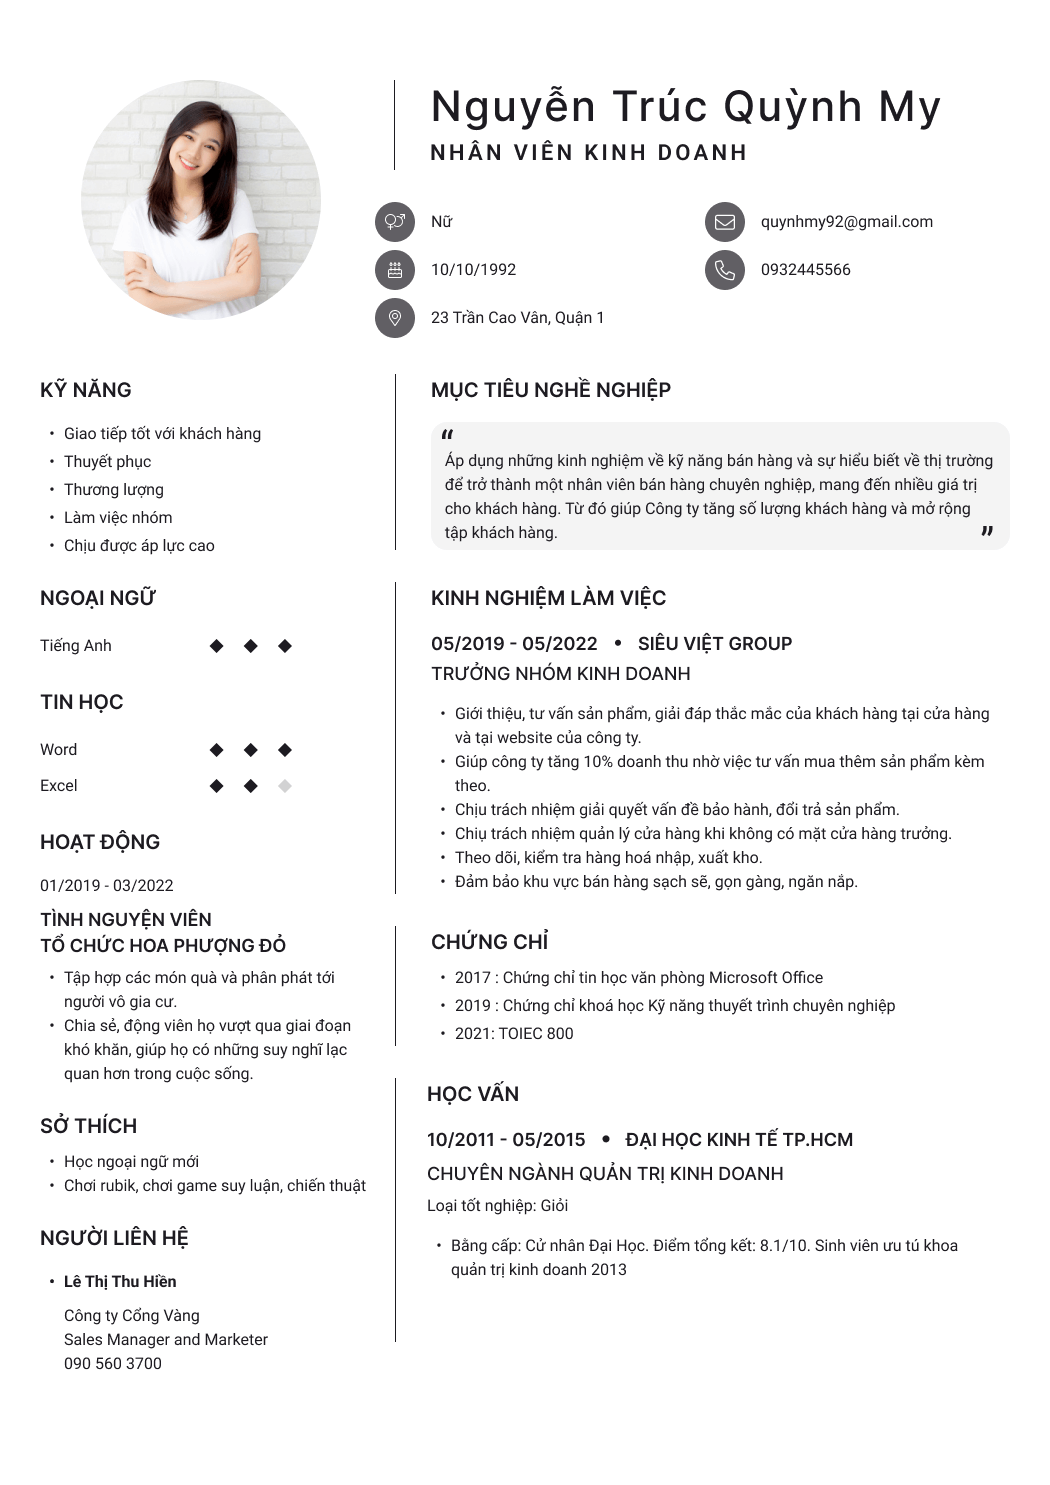 Nguyễn Trúc Quỳnh My
NHÂN VIÊN KINH DOANH
Nữ
quynhmy92@gmail.com
10/10/1992
0932445566
23 Trần Cao Vân, Quận 1
KỸ NĂNG
• Giao tiếp tốt với khách hàng
• Thuyết phục
• Thương lượng
• Làm việc nhóm
• Chịu được áp lực cao
NGOẠI NGỮ
Tiếng Anh
TIN HỌC
Word
Excel
HOẠT ĐỘNG
01/2019 - 03/2022
TÌNH NGUYỆN VIÊN
TỔ CHỨC HOA PHƯỢNG ĐỎ
• Tập hợp các món quà và phân phát tới
người vô gia cư.
• Chia sẻ, động viên họ vượt qua giai đoạn
khó khăn, giúp họ có những suy nghĩ lạc
quan hơn trong cuộc sống.
SỞ THÍCH
• Học ngoại ngữ mới
• Chơi rubik, chơi game suy luận, chiến thuật
NGƯỜI LIÊN HỆ
• Lê Thị Thu Hiền
Công ty Cổng Vàng
Sales Manager and Marketer
090 560 3700
MỤC TIÊU NGHỀ NGHIỆP
“
Áp dụng những kinh nghiệm về kỹ năng bán hàng và sự hiểu biết về thị trường
để trở thành một nhân viên bán hàng chuyên nghiệp, mang đến nhiều giá trị
cho khách hàng. Từ đó giúp Công ty tăng số lượng khách hàng và mở rộng
tập khách hàng. ”
KINH NGHIỆM LÀM VIỆC
05/2019 - 05/2022 • SIÊU VIỆT GROUP
TRƯỞNG NHÓM KINH DOANH
• Giới thiệu, tư vấn sản phẩm, giải đáp thắc mắc của khách hàng tại cửa hàng
và tại website của công ty.
• Giúp công ty tăng 10% doanh thu nhờ việc tư vấn mua thêm sản phẩm kèm
theo.
• Chịu trách nhiệm giải quyết vấn đề bảo hành, đổi trả sản phẩm.
• Chiụ trách nhiệm quản lý cửa hàng khi không có mặt cửa hàng trưởng.
• Theo dõi, kiểm tra hàng hoá nhập, xuất kho.
• Đảm bảo khu vực bán hàng sạch sẽ, gọn gàng, ngăn nắp.
CHỨNG CHỈ
• 2017 : Chứng chỉ tin học văn phòng Microsoft Office
• 2019 : Chứng chỉ khoá học Kỹ năng thuyết trình chuyên nghiệp
• 2021: TOIEC 800
HỌC VẤN
10/2011 - 05/2015 • ĐẠI HỌC KINH TẾ TP.HCM
CHUYÊN NGÀNH QUẢN TRỊ KINH DOANH
Loại tốt nghiệp: Giỏi
• Bằng cấp: Cử nhân Đại Học. Điểm tổng kết: 8.1/10. Sinh viên ưu tú khoa
quản trị kinh doanh 2013